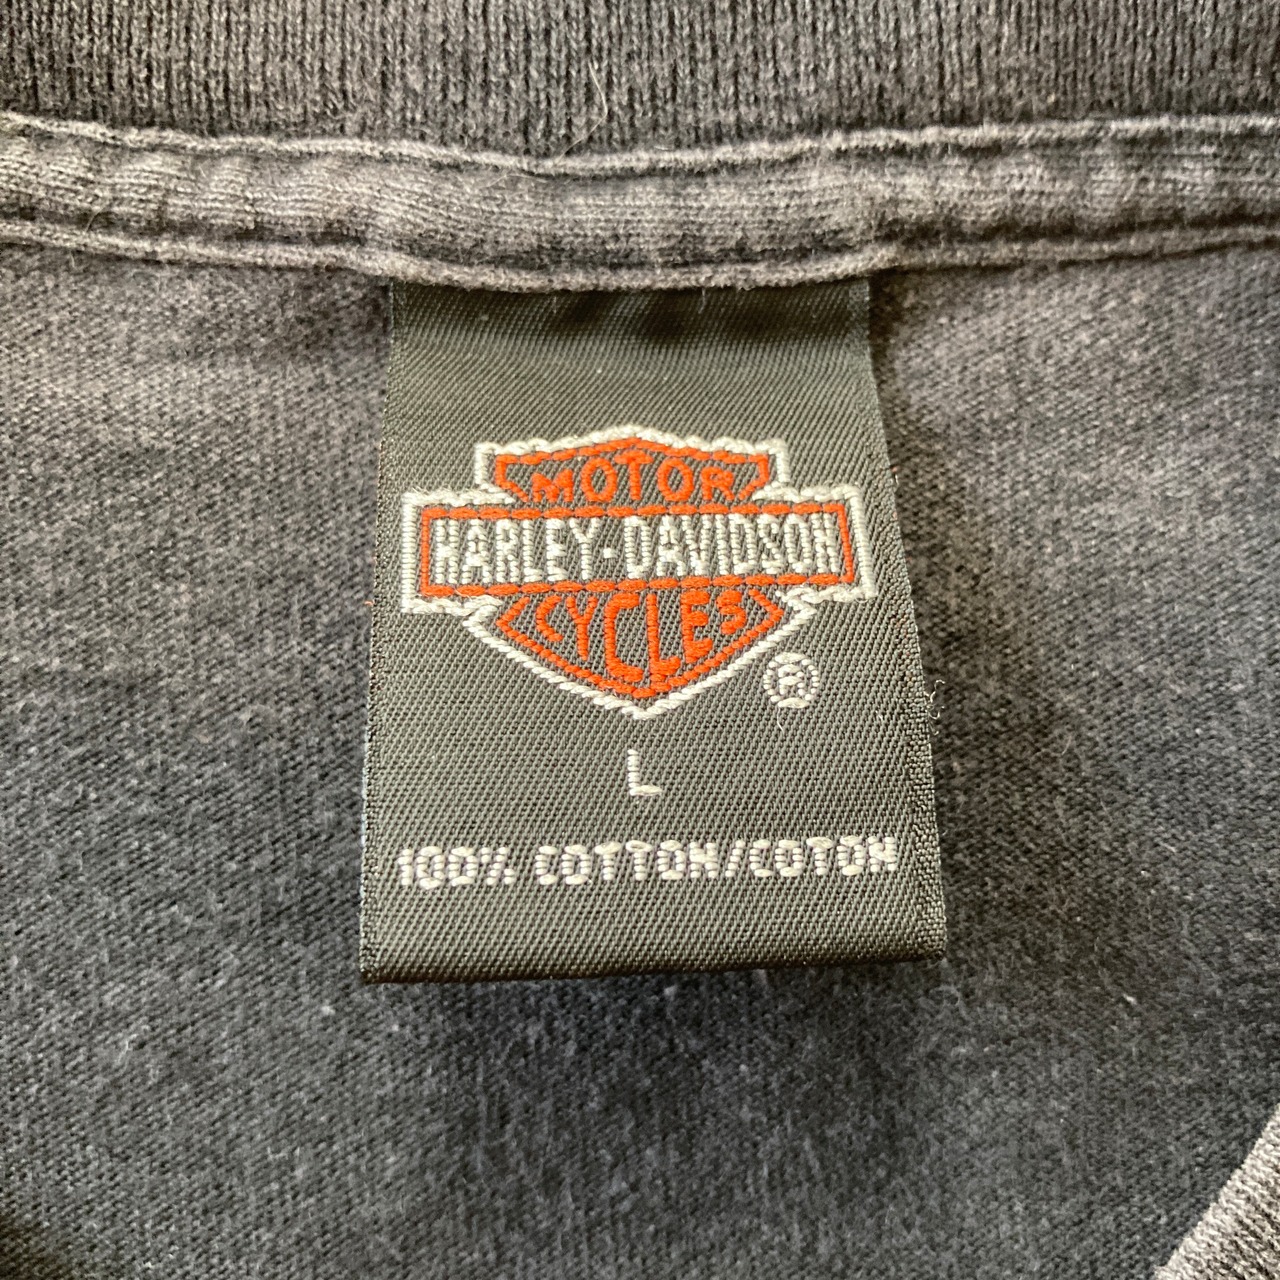 MOTOR
HARLEY-DAVIDSON
CYCLES
®
L
100% COTTON/COTON